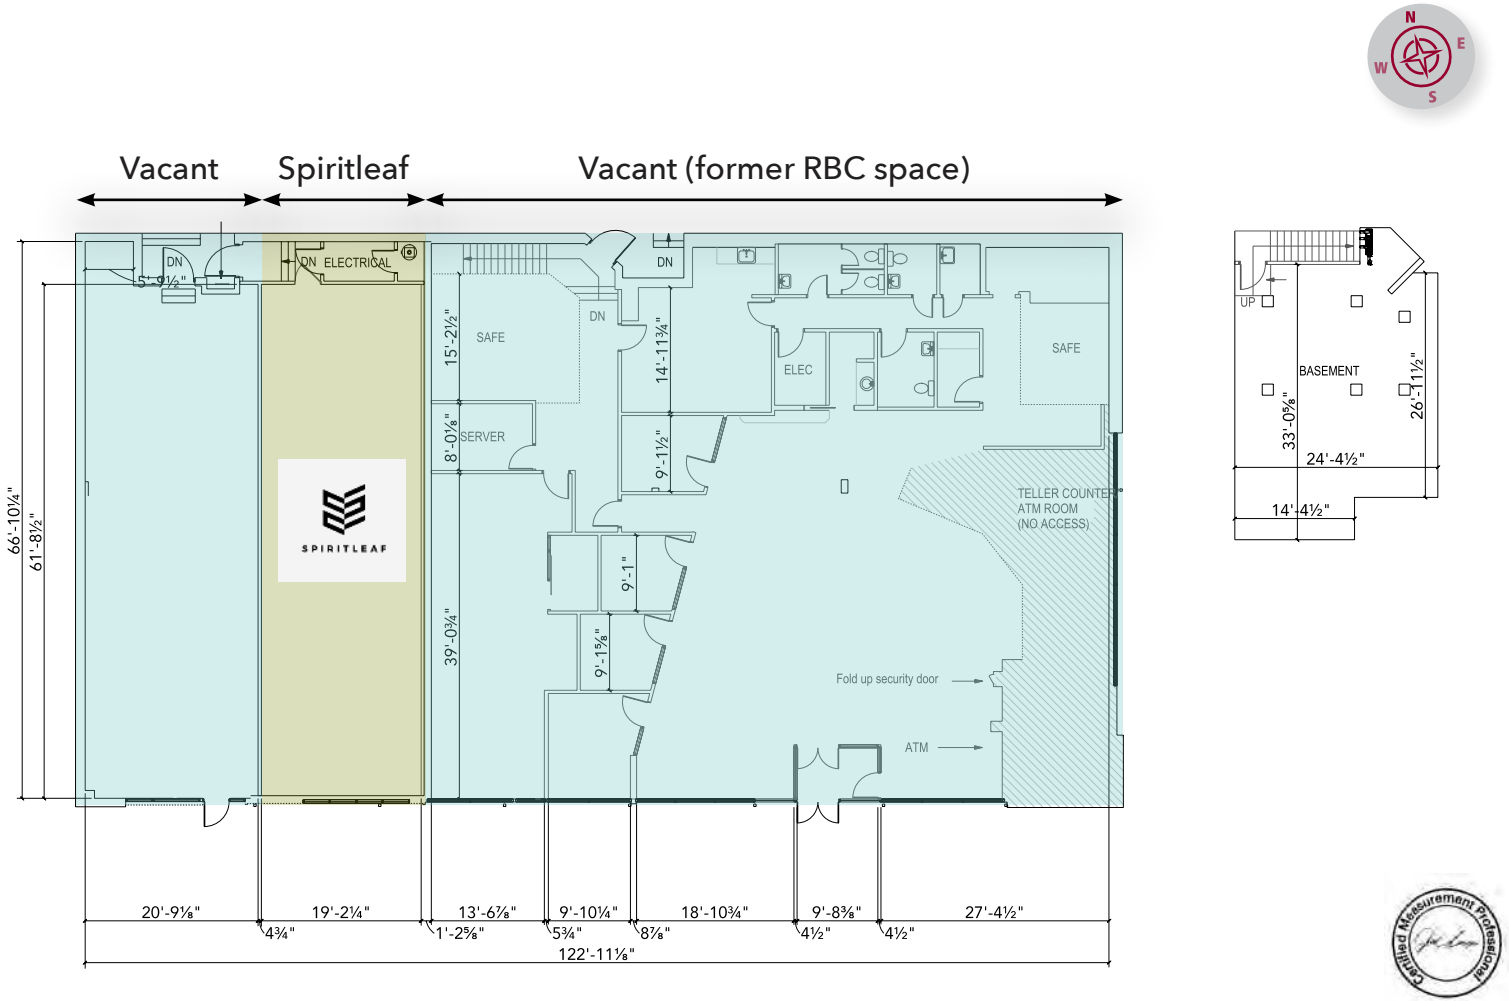 N
E
W
S
Vacant
Spiritleaf
Vacant (former RBC space)
DN
DN
ELECTRICAL
DN
5'-9½"
UP
DN
SAFE
SAFE
15'-2½"
14'-11¾"
ELEC
BASEMENT
26'-11½"
33'-0⅝"
8'-0⅛"
SERVER
9'-1½"
24'-4½"
14'-4½"
TELLER COUNTER
ATM ROOM
(NO ACCESS)
66'-10¼"
61'-8½"
SPIRITLEAF
9'-1"
39'-0¾"
9'-1⅝"
Fold up security door
ATM
20'-9⅛"
19'-2¼"
13'-6⅞"
9'-10¼"
18'-10¾"
9'-8⅜"
27'-4½"
4¾"
1'-2⅝"
5¾"
8⅞"
4½"
4½"
122'-11⅛"
Certified Measurement Professional